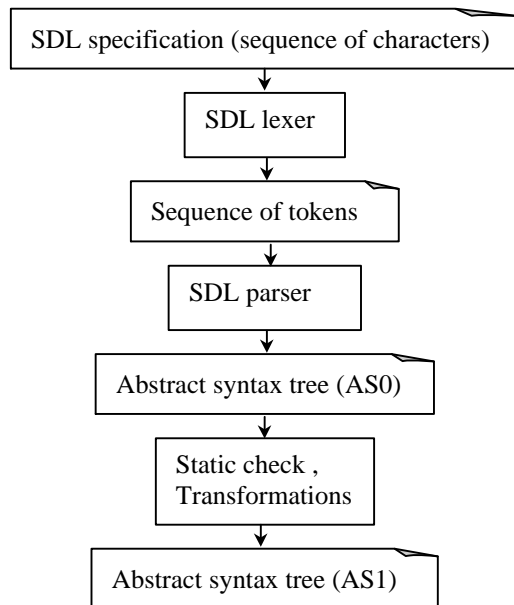 SDL specification (sequence of characters)
SDL lexer
Sequence of tokens
SDL parser
Abstract syntax tree (AS0)
Static check ,
Transformations
Abstract syntax tree (AS1)